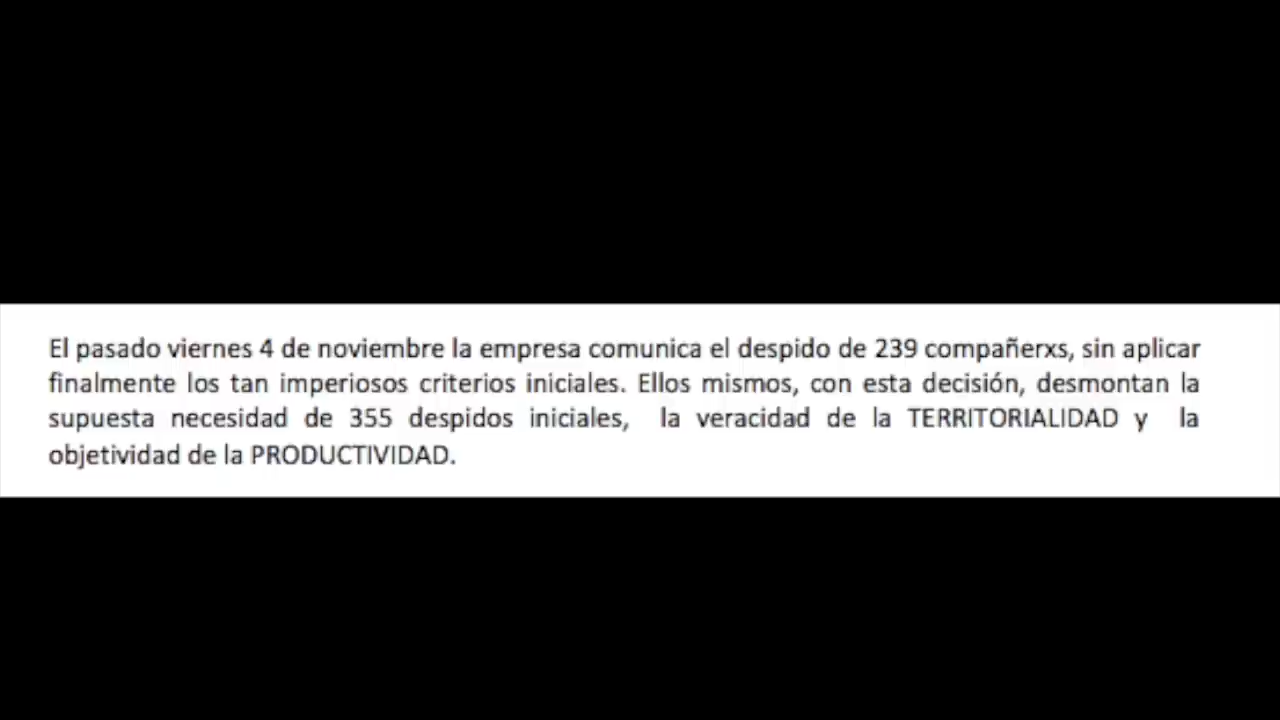 El pasado viernes 4 de noviembre la empresa comunica el despido de 239 compañerxs, sin aplicar
finalmente los tan imperiosos criterios iniciales. Ellos mismos, con esta decisión, desmontan la
supuesta necesidad de 355 despidos iniciales, la veracidad de la TERRITORIALIDAD y la
objetividad de la PRODUCTIVIDAD.